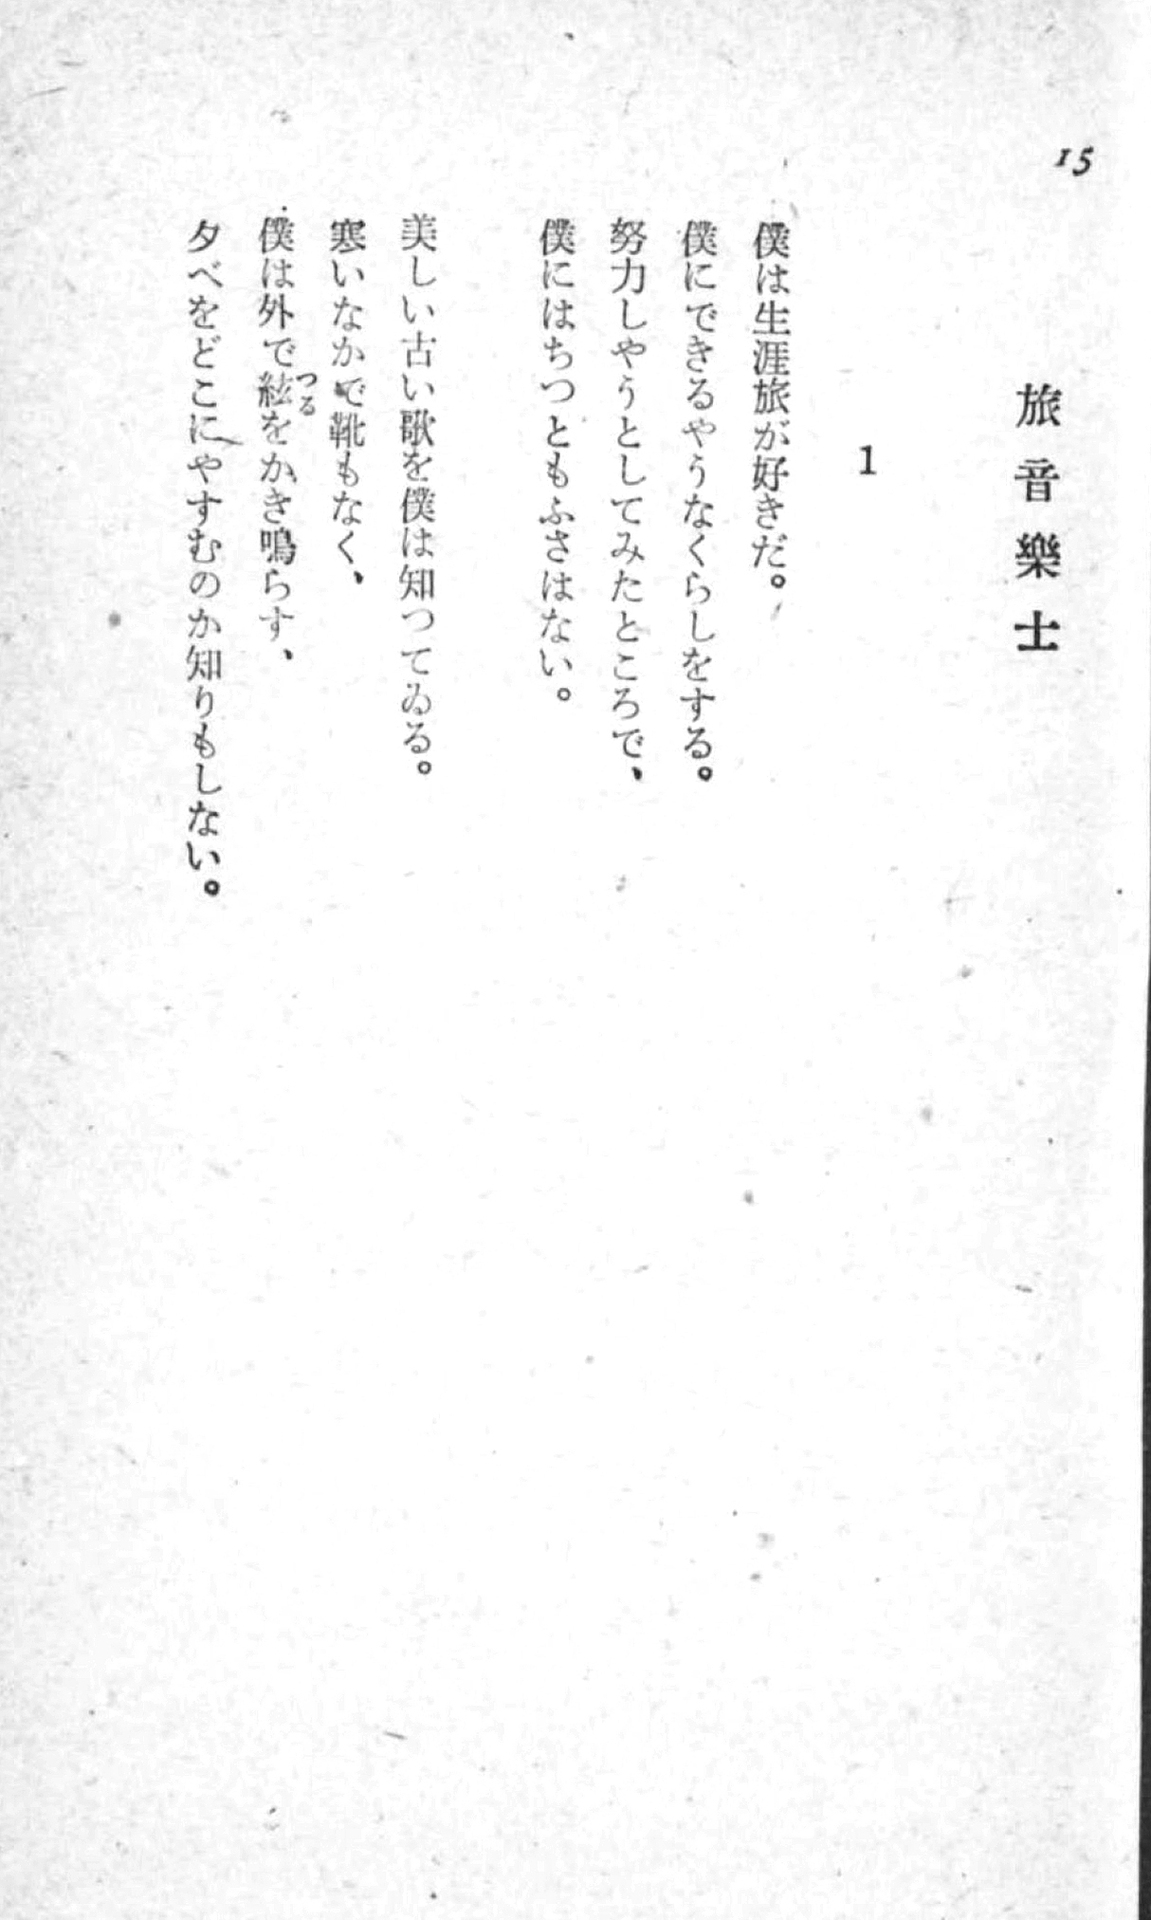 15
旅音樂士
1
僕は生涯旅が好きだ。
僕にできるやうなくらしをする。
努力しやうとしてみたところで、
僕にはちつともふさはない。
美しい古い歌を僕は知つてゐる。
寒いなかで靴もなく、
僕は外で絃をかき鳴らす、
つる
夕べをどこにやすむのか知りもしない。